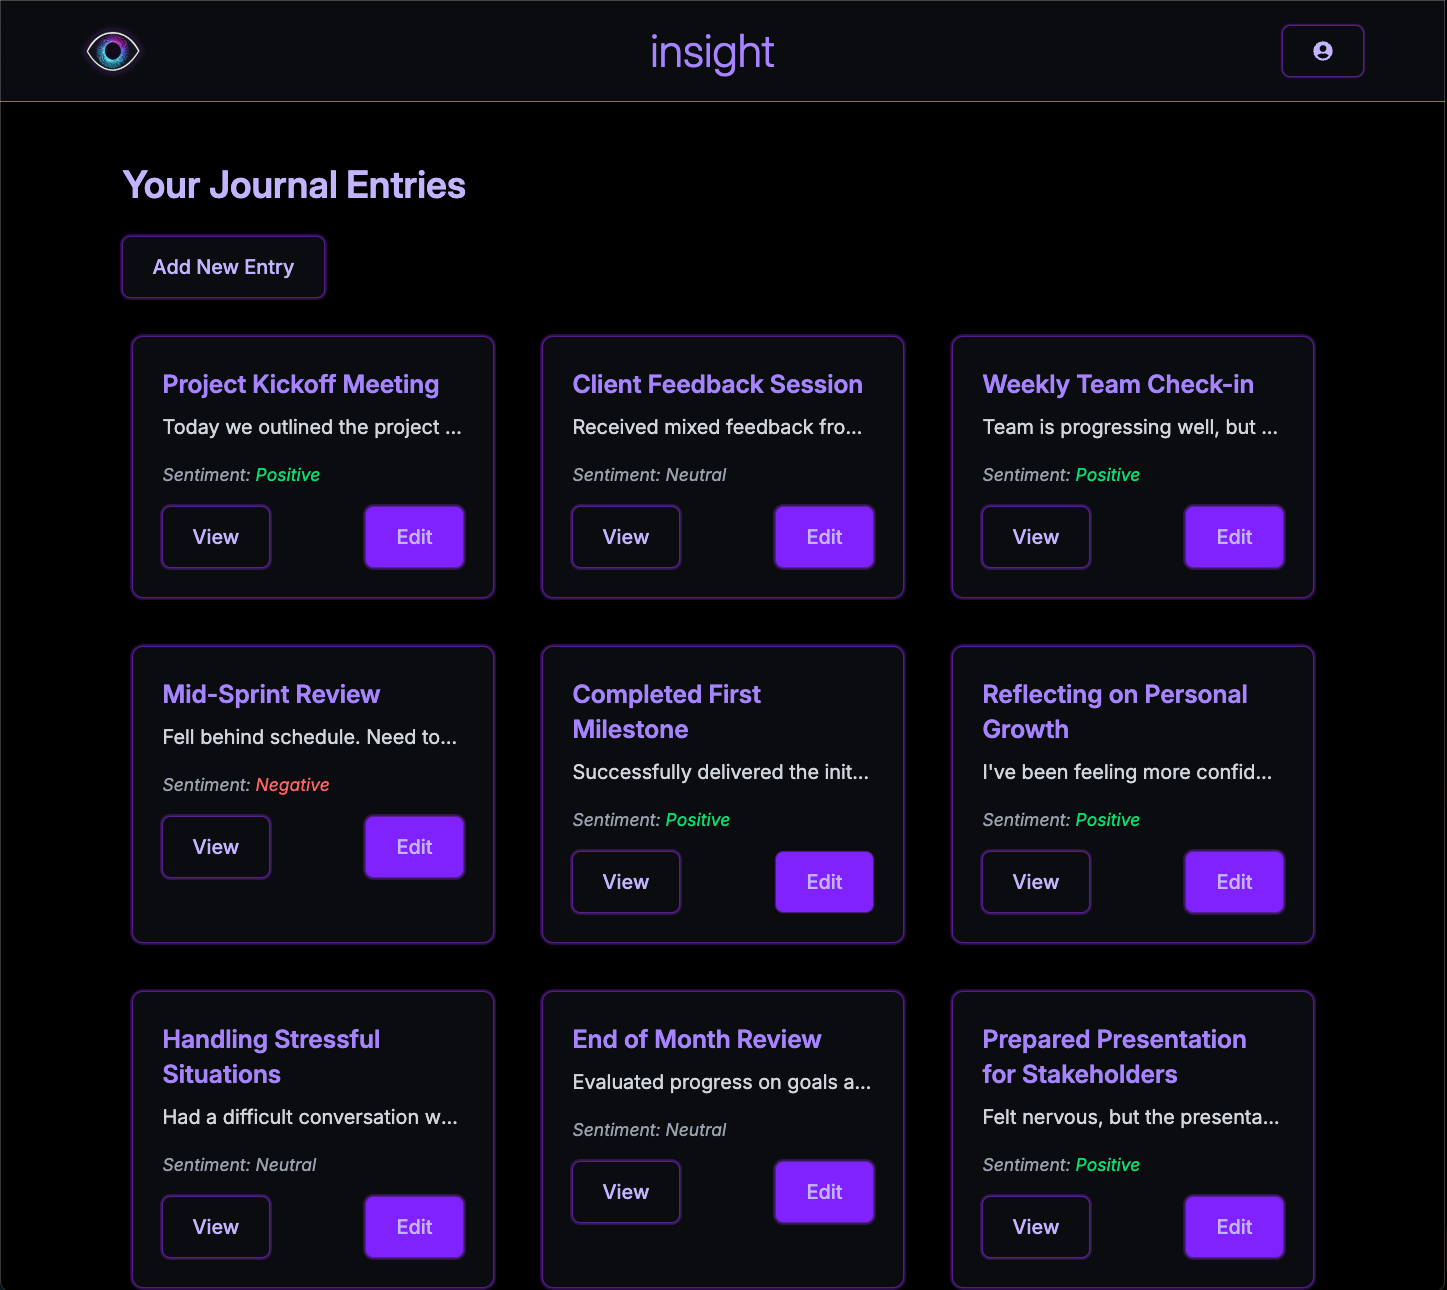 insight
Your Journal Entries
Add New Entry
Project Kickoff Meeting
Today we outlined the project ...
Sentiment: Positive
View
Edit
Client Feedback Session
Received mixed feedback fro...
Sentiment: Neutral
View
Edit
Weekly Team Check-in
Team is progressing well, but ...
Sentiment: Positive
View
Edit
Mid-Sprint Review
Fell behind schedule. Need to...
Sentiment: Negative
View
Edit
Completed First
Milestone
Successfully delivered the init...
Sentiment: Positive
View
Edit
Reflecting on Personal
Growth
I've been feeling more confid...
Sentiment: Positive
View
Edit
Handling Stressful
Situations
Had a difficult conversation w...
Sentiment: Neutral
View
Edit
End of Month Review
Evaluated progress on goals a...
Sentiment: Neutral
View
Edit
Prepared Presentation
for Stakeholders
Felt nervous, but the presenta...
Sentiment: Positive
View
Edit